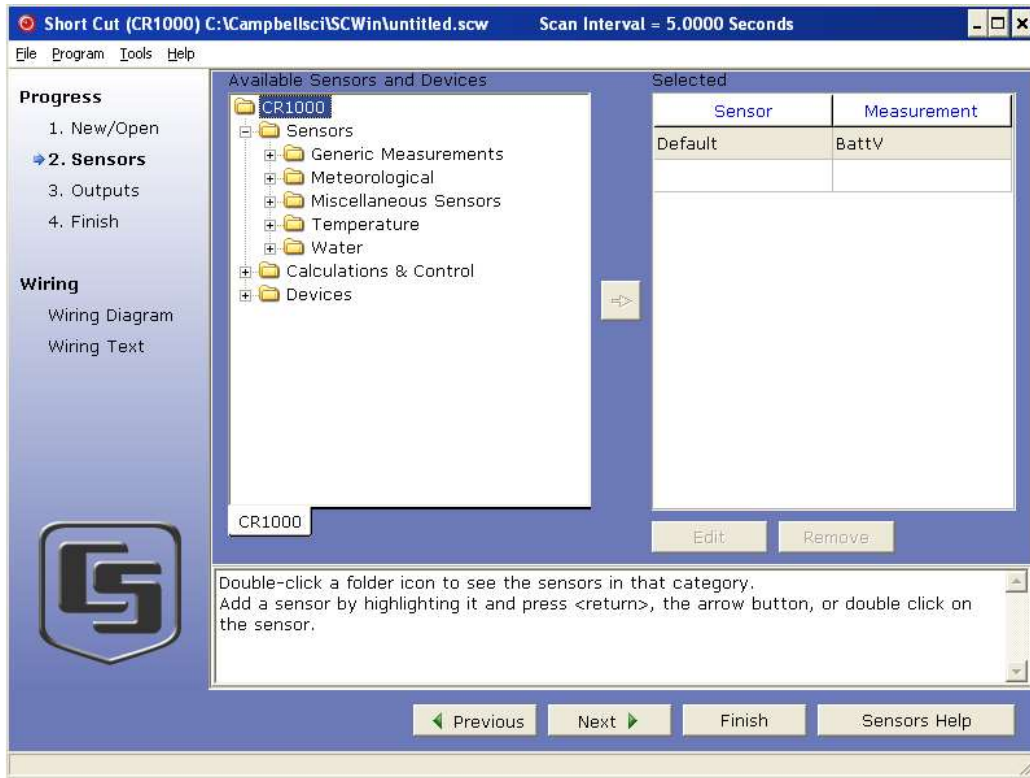 Short Cut (CR1000) C:\Campbellsci\SCWin\untitled.scw Scan Interval = 5.0000 Seconds
File Program Tools Help
Progress
1. New/Open
2. Sensors
3. Outputs
4. Finish
Wiring
Wiring Diagram
Wiring Text
Available Sensors and Devices
CR1000
Sensors
Generic Measurements
Meteorological
Miscellaneous Sensors
Temperature
Water
Calculations & Control
Devices
CR1000
Selected
Sensor Measurement
Default BattV
Edit Remove
Double-click a folder icon to see the sensors in that category.
Add a sensor by highlighting it and press <return>, the arrow button, or double click on
the sensor.
Previous Next Finish Sensors Help